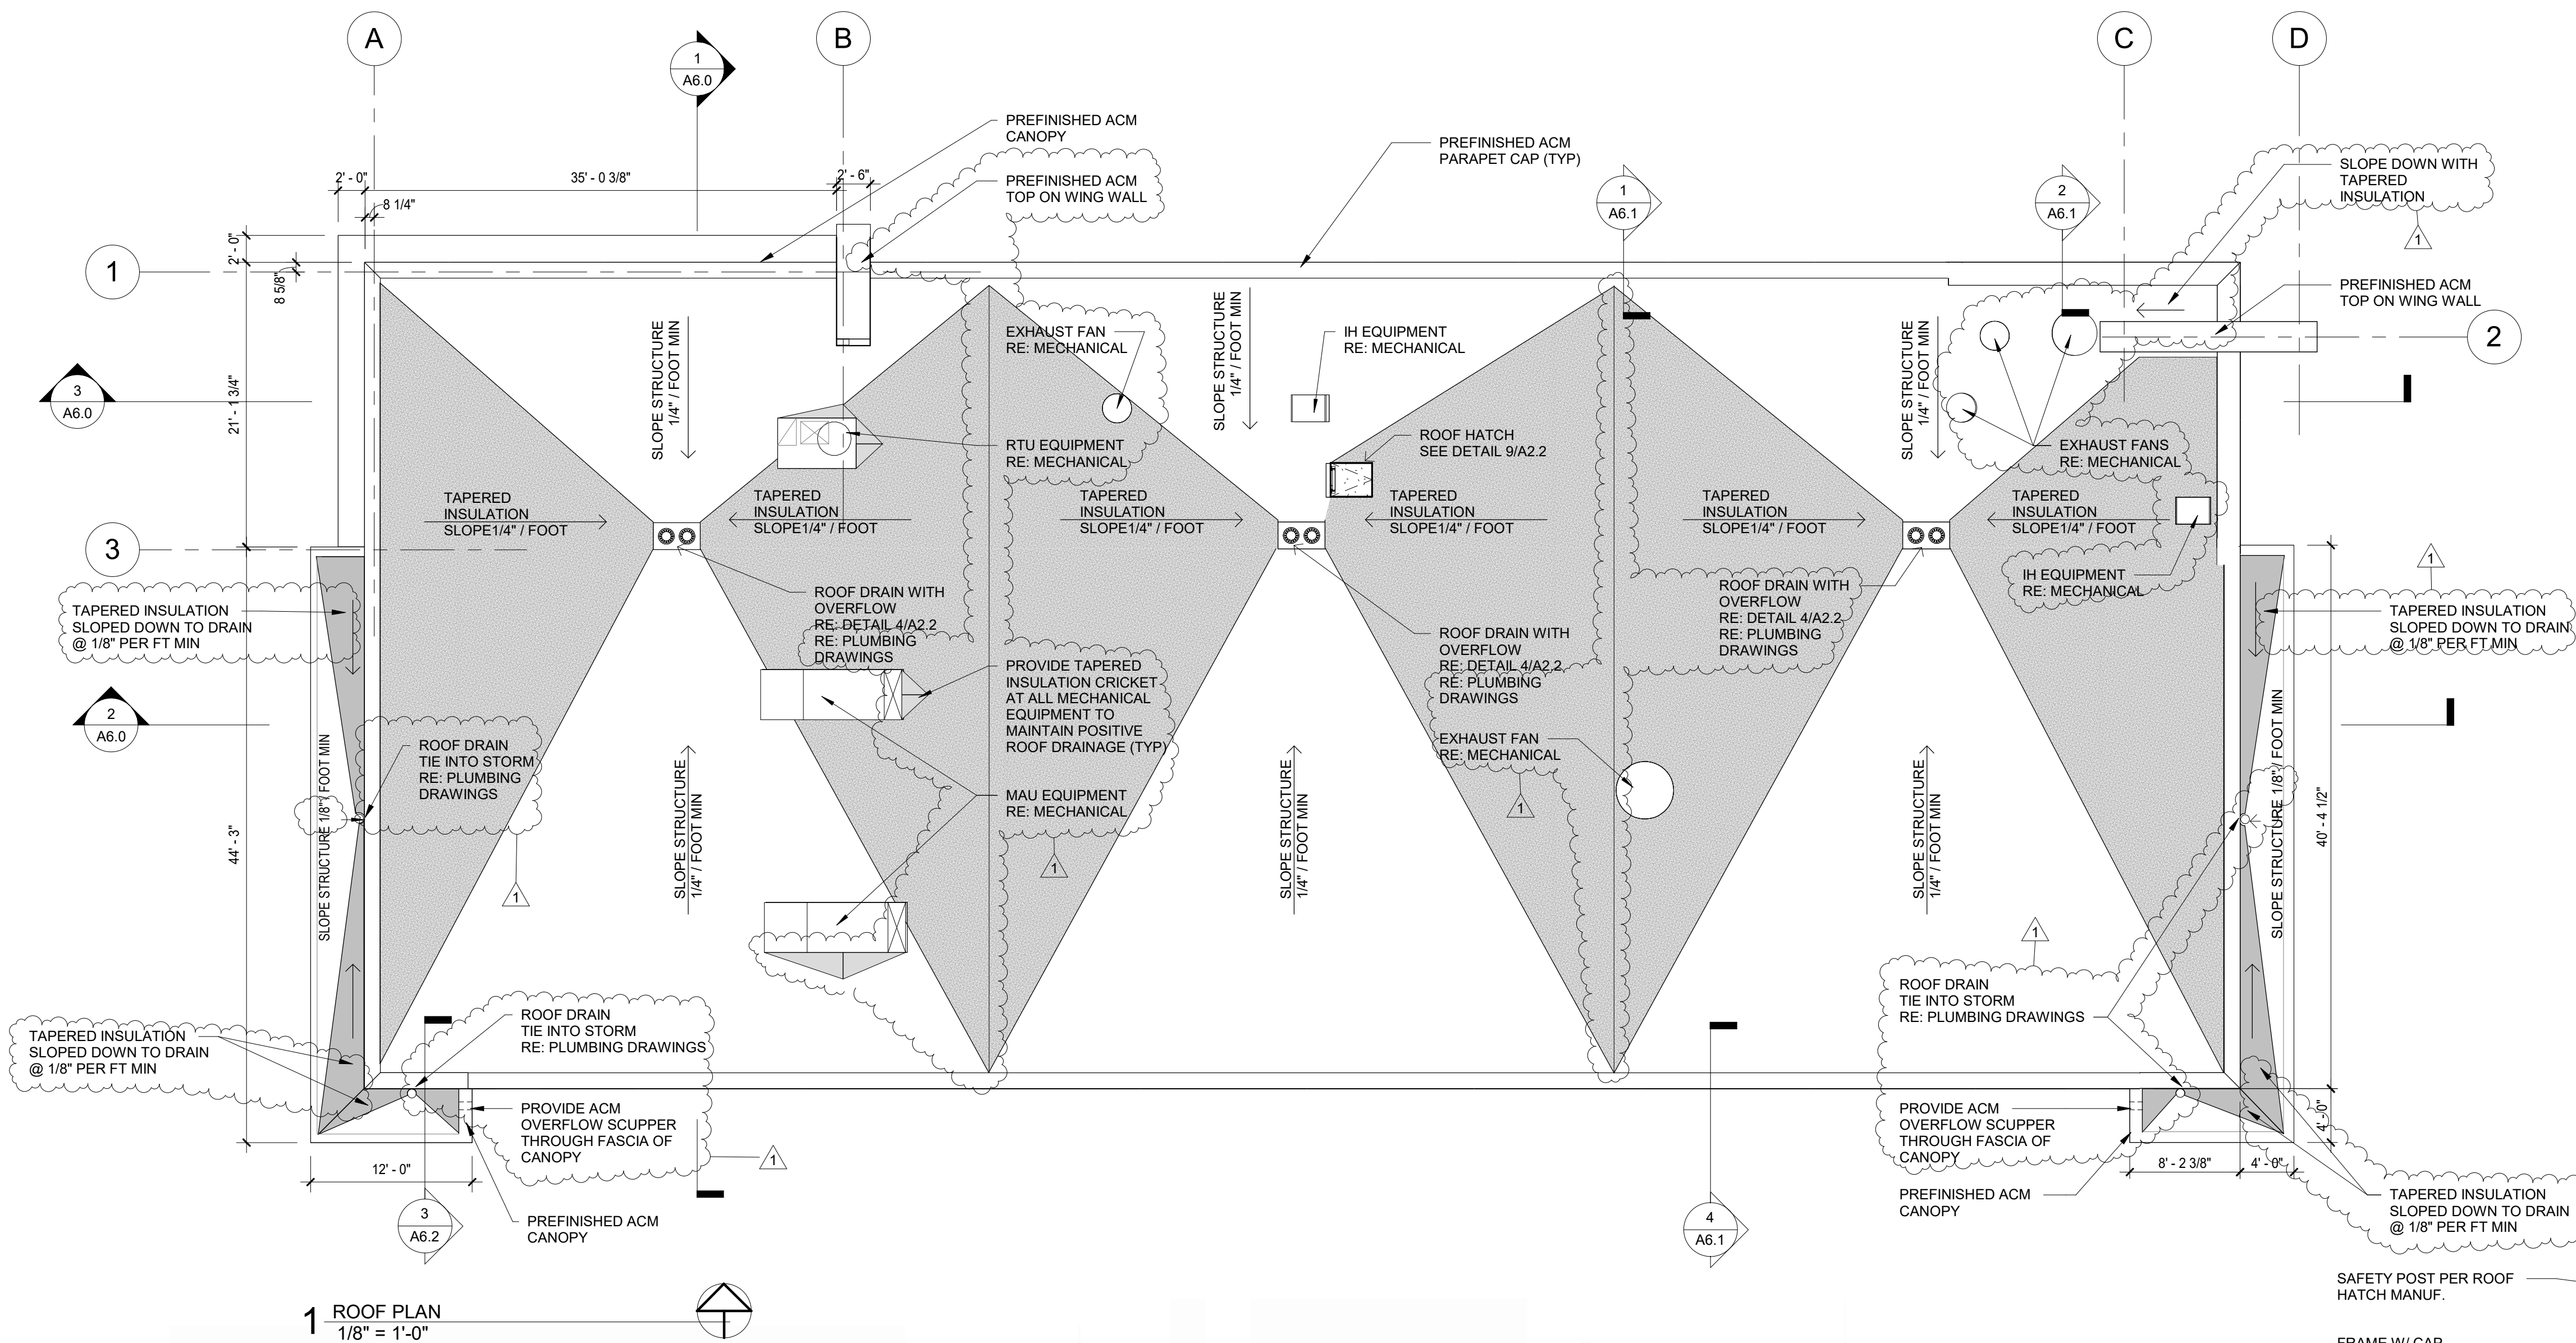 A
B
C
D
1
A6.0
PREFINISHED ACM
CANOPY
PREFINISHED ACM
PARAPET CAP (TYP)
SLOPE DOWN WITH
TAPERED
INSULATION
1
2' - 0"
35' - 0 3/8"
2' - 6"
8 1/4"
PREFINISHED ACM
TOP ON WING WALL
1
A6.1
2
A6.1
2' - 0"
8 5/8"
1
PREFINISHED ACM
TOP ON WING WALL
2
SLOPE STRUCTURE
1/4" / FOOT MIN
EXHAUST FAN
RE: MECHANICAL
SLOPE STRUCTURE
1/4" / FOOT MIN
IH EQUIPMENT
RE: MECHANICAL
SLOPE STRUCTURE
1/4" / FOOT MIN
3
A6.0
21' - 1 3/4"
RTU EQUIPMENT
RE: MECHANICAL
ROOF HATCH
SEE DETAIL 9/A2.2
EXHAUST FANS
RE: MECHANICAL
TAPERED
INSULATION
SLOPE1/4" / FOOT
TAPERED
INSULATION
SLOPE1/4" / FOOT
TAPERED
INSULATION
SLOPE1/4" / FOOT
TAPERED
INSULATION
SLOPE1/4" / FOOT
TAPERED
INSULATION
SLOPE1/4" / FOOT
TAPERED
INSULATION
SLOPE1/4" / FOOT
3
TAPERED INSULATION
SLOPED DOWN TO DRAIN
@ 1/8" PER FT MIN
ROOF DRAIN WITH
OVERFLOW
RE: DETAIL 4/A2.2
RE: PLUMBING
DRAWINGS
ROOF DRAIN WITH
OVERFLOW
RE: DETAIL 4/A2.2
RE: PLUMBING
DRAWINGS
ROOF DRAIN WITH
OVERFLOW
RE: DETAIL 4/A2.2
RE: PLUMBING
DRAWINGS
IH EQUIPMENT
RE: MECHANICAL
1
TAPERED INSULATION
SLOPED DOWN TO DRAIN
@ 1/8" PER FT MIN
2
A6.0
PROVIDE TAPERED
INSULATION CRICKET
AT ALL MECHANICAL
EQUIPMENT TO
MAINTAIN POSITIVE
ROOF DRAINAGE (TYP)
SLOPE STRUCTURE 1/8" / FOOT MIN
ROOF DRAIN
TIE INTO STORM
RE: PLUMBING
DRAWINGS
EXHAUST FAN
RE: MECHANICAL
1
SLOPE STRUCTURE
1/4" / FOOT MIN
MAU EQUIPMENT
RE: MECHANICAL
SLOPE STRUCTURE
1/4" / FOOT MIN
SLOPE STRUCTURE
1/4" / FOOT MIN
SLOPE STRUCTURE 1/8" / FOOT MIN
44' - 3"
40' - 4 1/2"
1
1
1
ROOF DRAIN
TIE INTO STORM
RE: PLUMBING DRAWINGS
TAPERED INSULATION
SLOPED DOWN TO DRAIN
@ 1/8" PER FT MIN
ROOF DRAIN
TIE INTO STORM
RE: PLUMBING DRAWINGS
PROVIDE ACM
OVERFLOW SCUPPER
THROUGH FASCIA OF
CANOPY
1
PROVIDE ACM
OVERFLOW SCUPPER
THROUGH FASCIA OF
CANOPY
4' - 0"
12' - 0"
8' - 2 3/8"
4' - 0"
PREFINISHED ACM
CANOPY
TAPERED INSULATION
SLOPED DOWN TO DRAIN
@ 1/8" PER FT MIN
3
A6.2
PREFINISHED ACM
CANOPY
4
A6.1
SAFETY POST PER ROOF
HATCH MANUF.
1 ROOF PLAN
1/8" = 1'-0"
FRAME W/ CAP